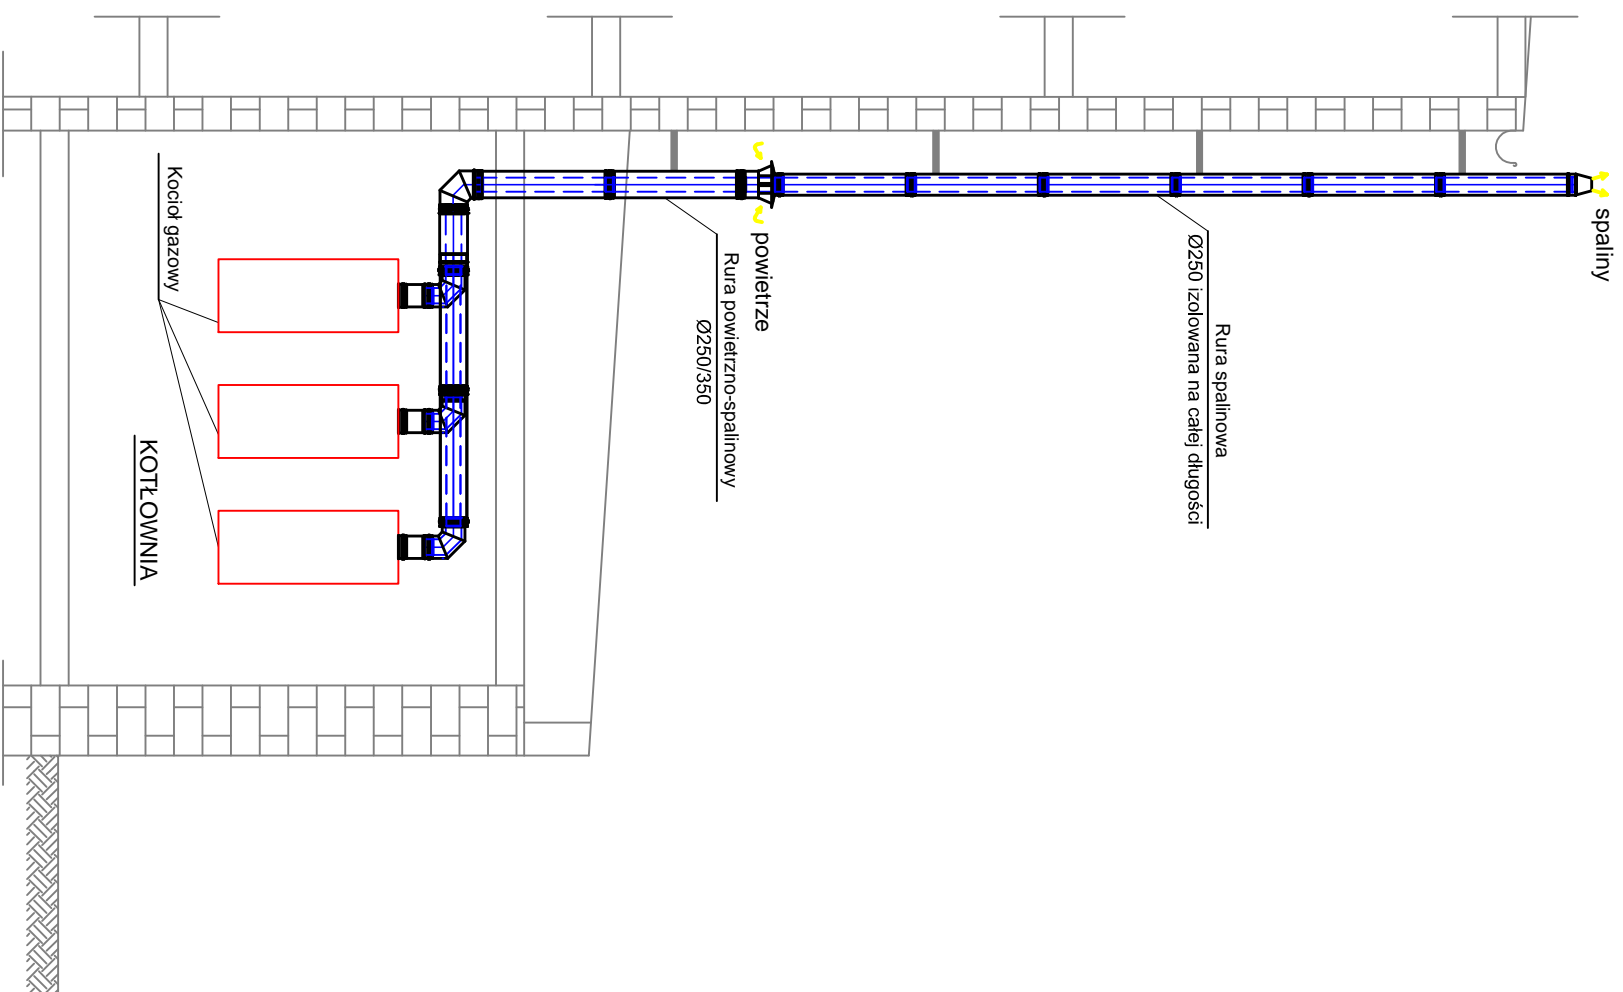 spaliny
Rura spalinowa
Ø250 izolowana na całej długości
powietrze
Rura powietrzno-spalinowy
Ø250/350
Kocioł gazowy
KOTŁOWNIA